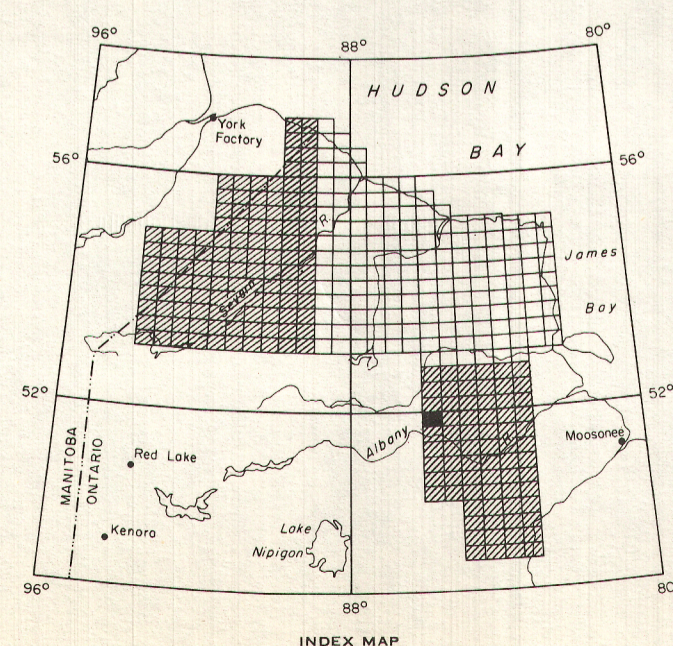 96°
88°
80°
HUDSON
BAY
York
Factory
56°
56°
R.
Severn
James
Bay
52°
52°
Albany
R.
Moosonee
MANITOBA
ONTARIO
Red Lake
Kenora
Lake
Nipigon
96°
88°
80
INDEX MAP